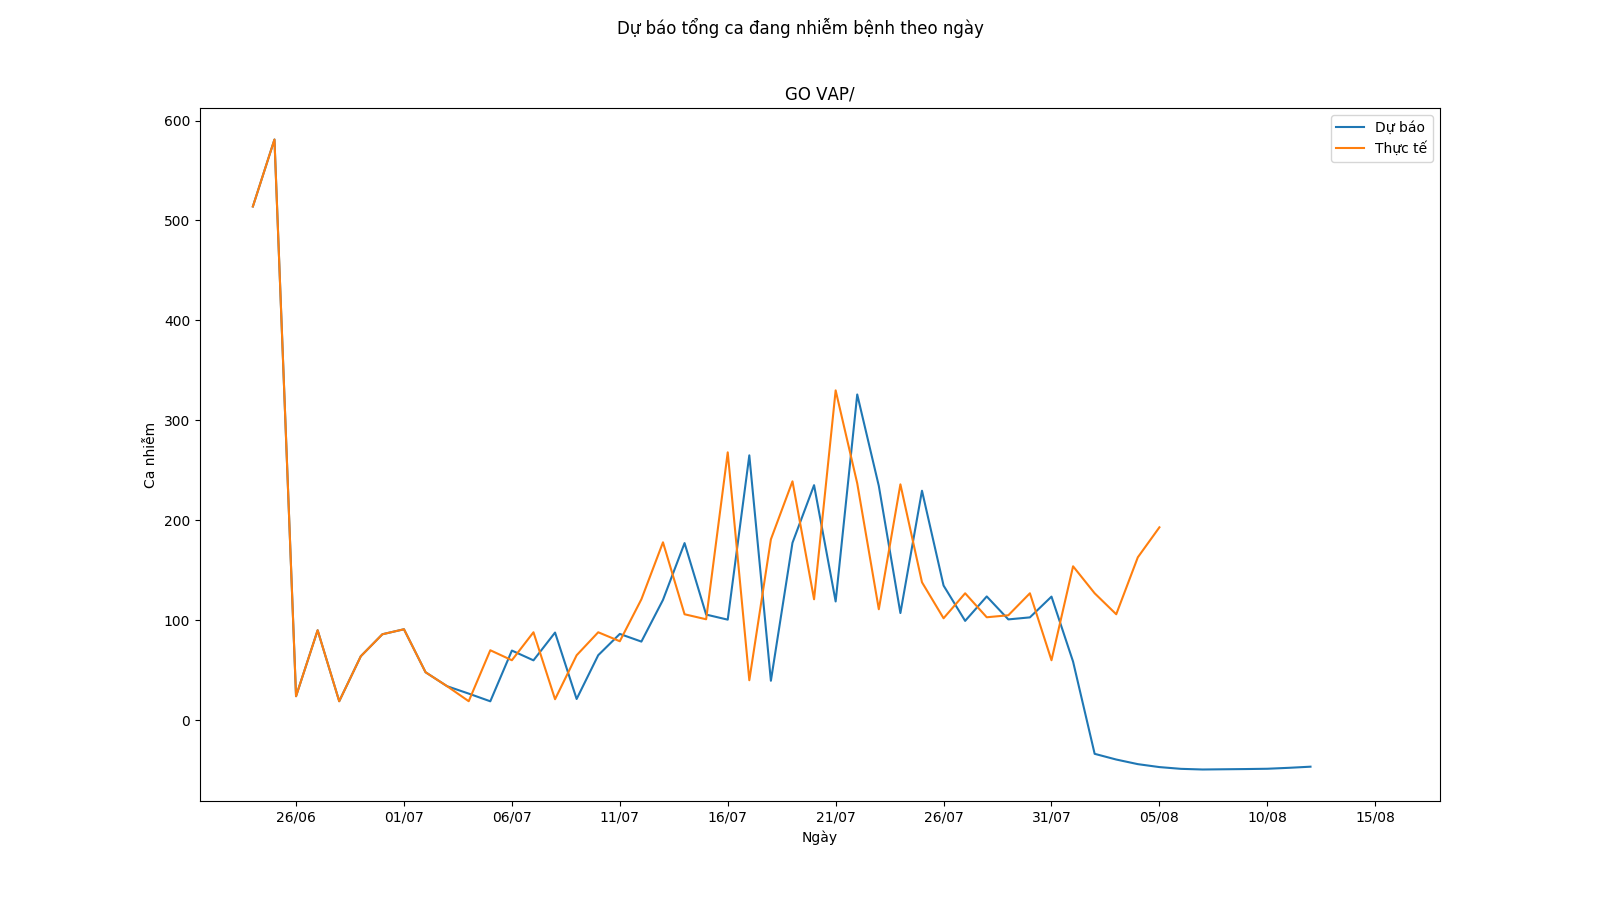 Dự báo tổng ca đang nhiễm bệnh theo ngày
GO VAP/
Dự báo
Thực tế
600
500
400
300
200
100
0
Ca nhiễm
26/06 01/07 06/07 11/07 16/07 21/07 26/07 31/07 05/08 10/08 15/08
Ngày